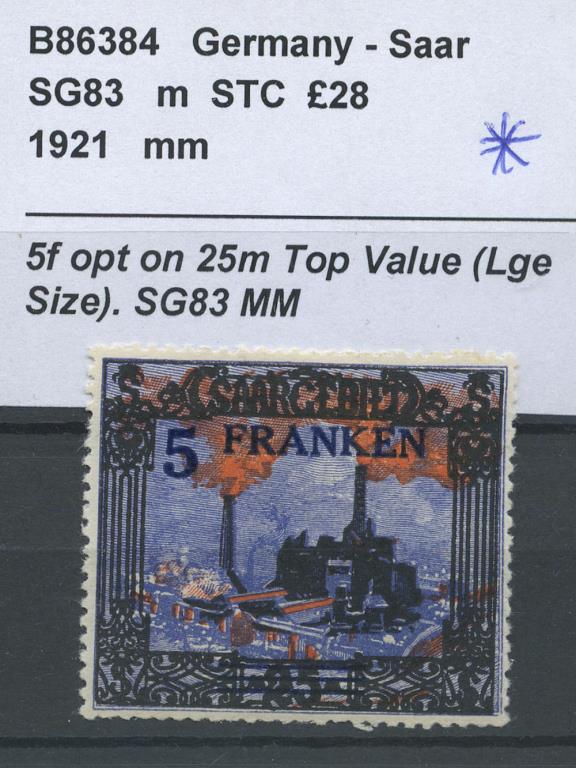 B86384 Germany - Saar
SG83 m STC £28
1921 mm
5f opt on 25m Top Value (Lge
Size). SG83 MM
SAARGEBIET
5 FRANKEN
25